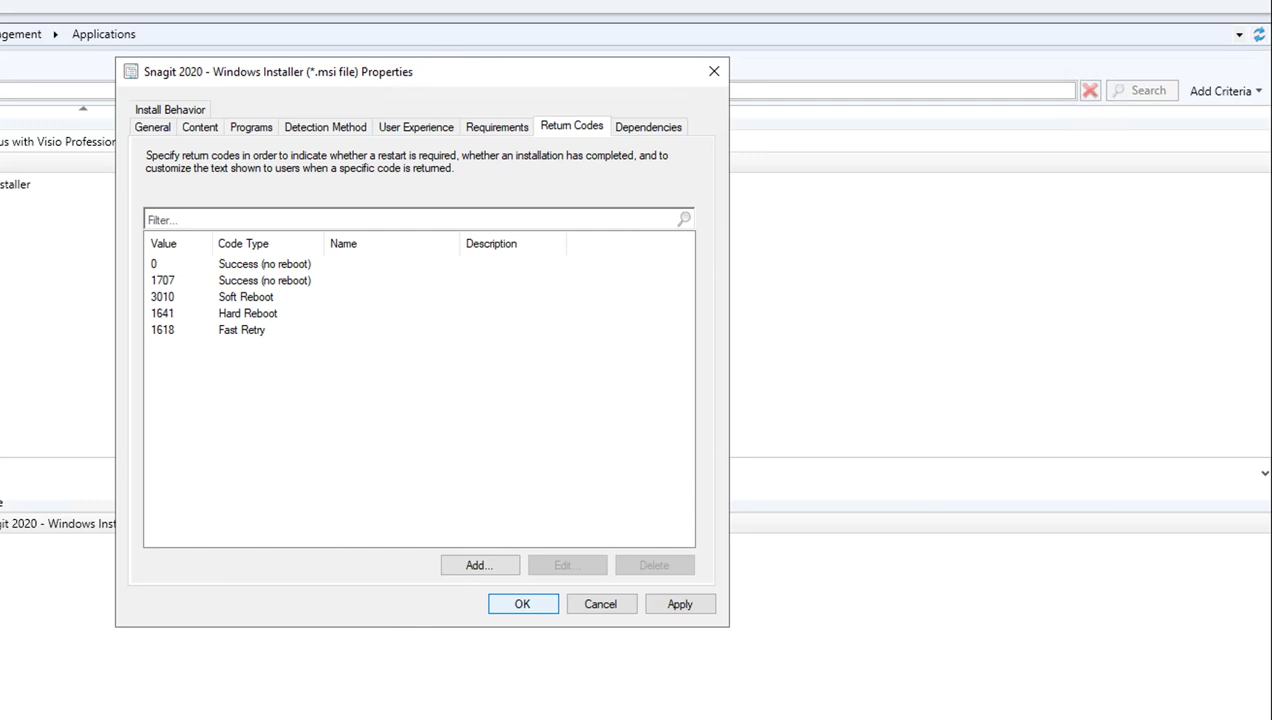 ngement ▸ Applications
Snagit 2020 - Windows Installer (*.msi file) Properties
Search
Add Criteria
Install Behavior
General
Content
Programs
Detection Method
User Experience
Requirements
Return Codes
Dependencies
us with Visio Profession
staller
Specify return codes in order to indicate whether a restart is required, whether an installation has completed, and to
customize the text shown to users when a specific code is returned.
Filter...
Value Code Type Name Description
0 Success (no reboot)
1707 Success (no reboot)
3010 Soft Reboot
1641 Hard Reboot
1618 Fast Retry
e
git 2020 - Windows Inst
Add... Edit... Delete
OK Cancel Apply